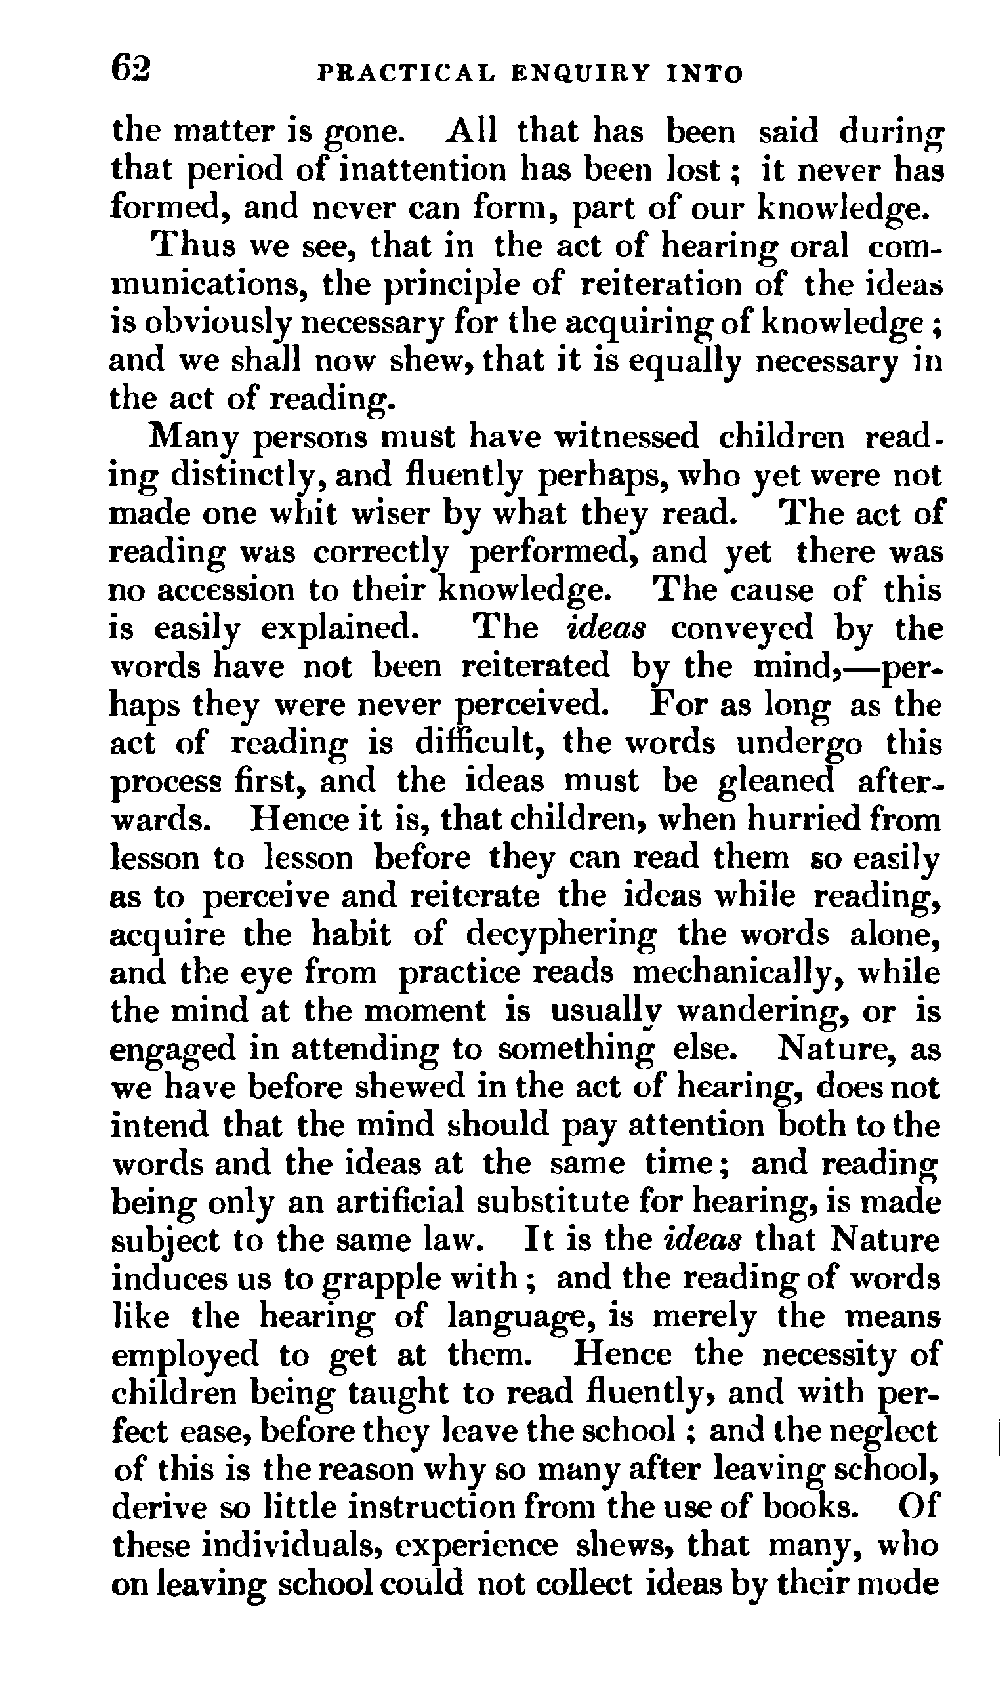 62 PRACTICAL ENQUIRY INTO
the matter is gone. All that has been said during
that period of inattention has been lost ; it never has
formed, and never can form, part of our knowledge.
Thus we see, that in the act of hearing oral com-
munications, the principle of reiteration of the ideas
is obviously necessary for the acquiring of knowledge ;
and we shall now shew, that it is equally necessary in
the act of reading.
Many persons must have witnessed children read-
ing distinctly, and fluently perhaps, who yet were not
made one whit wiser by what they read. The act of
reading was correctly performed, and yet there was
no accession to their knowledge. The cause of this
is easily explained. The ideas conveyed by the
words have not been reiterated by the mind,—per-
haps they were never perceived. For as long as the
act of reading is difficult, the words undergo this
process first, and the ideas must be gleaned after-
wards. Hence it is, that children, when hurried from
lesson to lesson before they can read them so easily
as to perceive and reiterate the ideas while reading,
acquire the habit of decyphering the words alone,
and the eye from practice reads mechanically, while
the mind at the moment is usually wandering, or is
engaged in attending to something else. Nature, as
we have before shewed in the act of hearing, does not
intend that the mind should pay attention both to the
words and the ideas at the same time; and reading
being only an artificial substitute for hearing, is made
subject to the same law. It is the ideas that Nature
induces us to grapple with ; and the reading of words
like the hearing of language, is merely the means
employed to get at them. Hence the necessity of
children being taught to read fluently, and with per-
fect ease, before they leave the school ; and the neglect
of this is the reason why so many after leaving school,
derive so little instruction from the use of books. Of
these individuals, experience shews, that many, who
on leaving school could not collect ideas by their mode